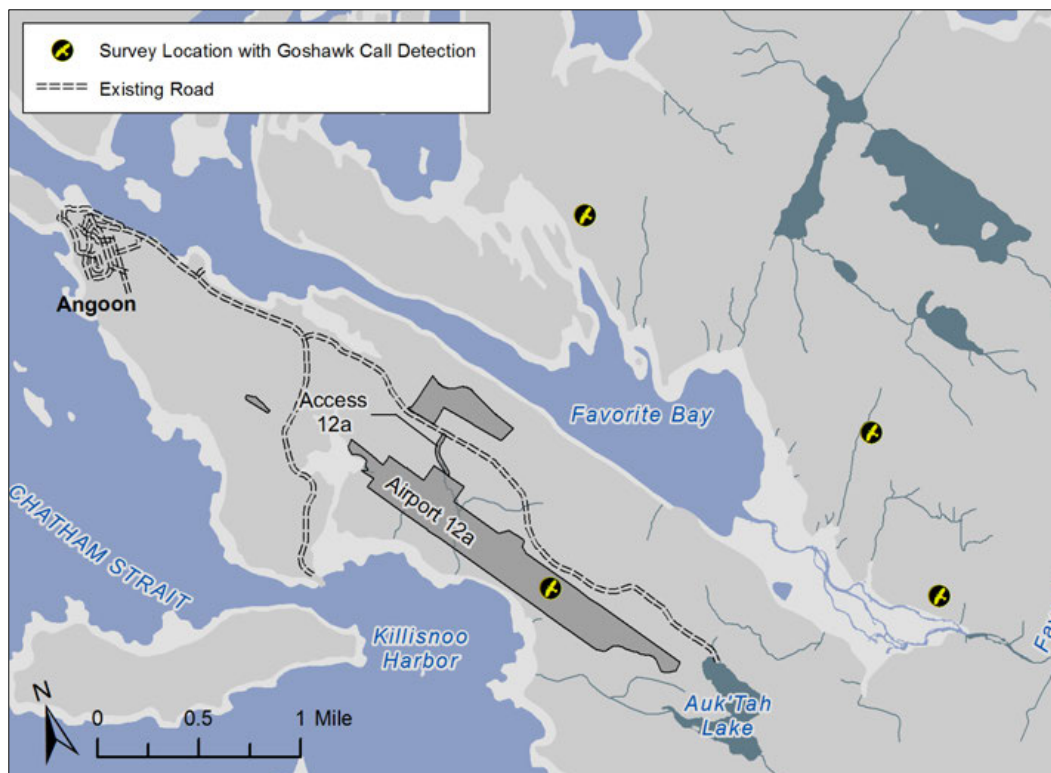 Survey Location with Goshawk Call Detection
Existing Road
Angoon
Access
12a
Favorite Bay
Airport 12a
CHATHAM STRAIT
Killisnoo
Harbor
Auk'Tah
Lake
N
0 0.5 1 Mile